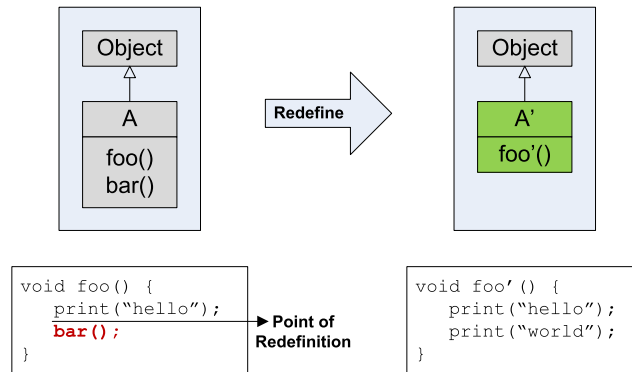 Object
A
foo()
bar()
Redefine
Object
A’
foo’()
void foo() {
print(“hello”);
bar();
}
Point of
Redefinition
void foo’() {
print(“hello”);
print(“world”);
}